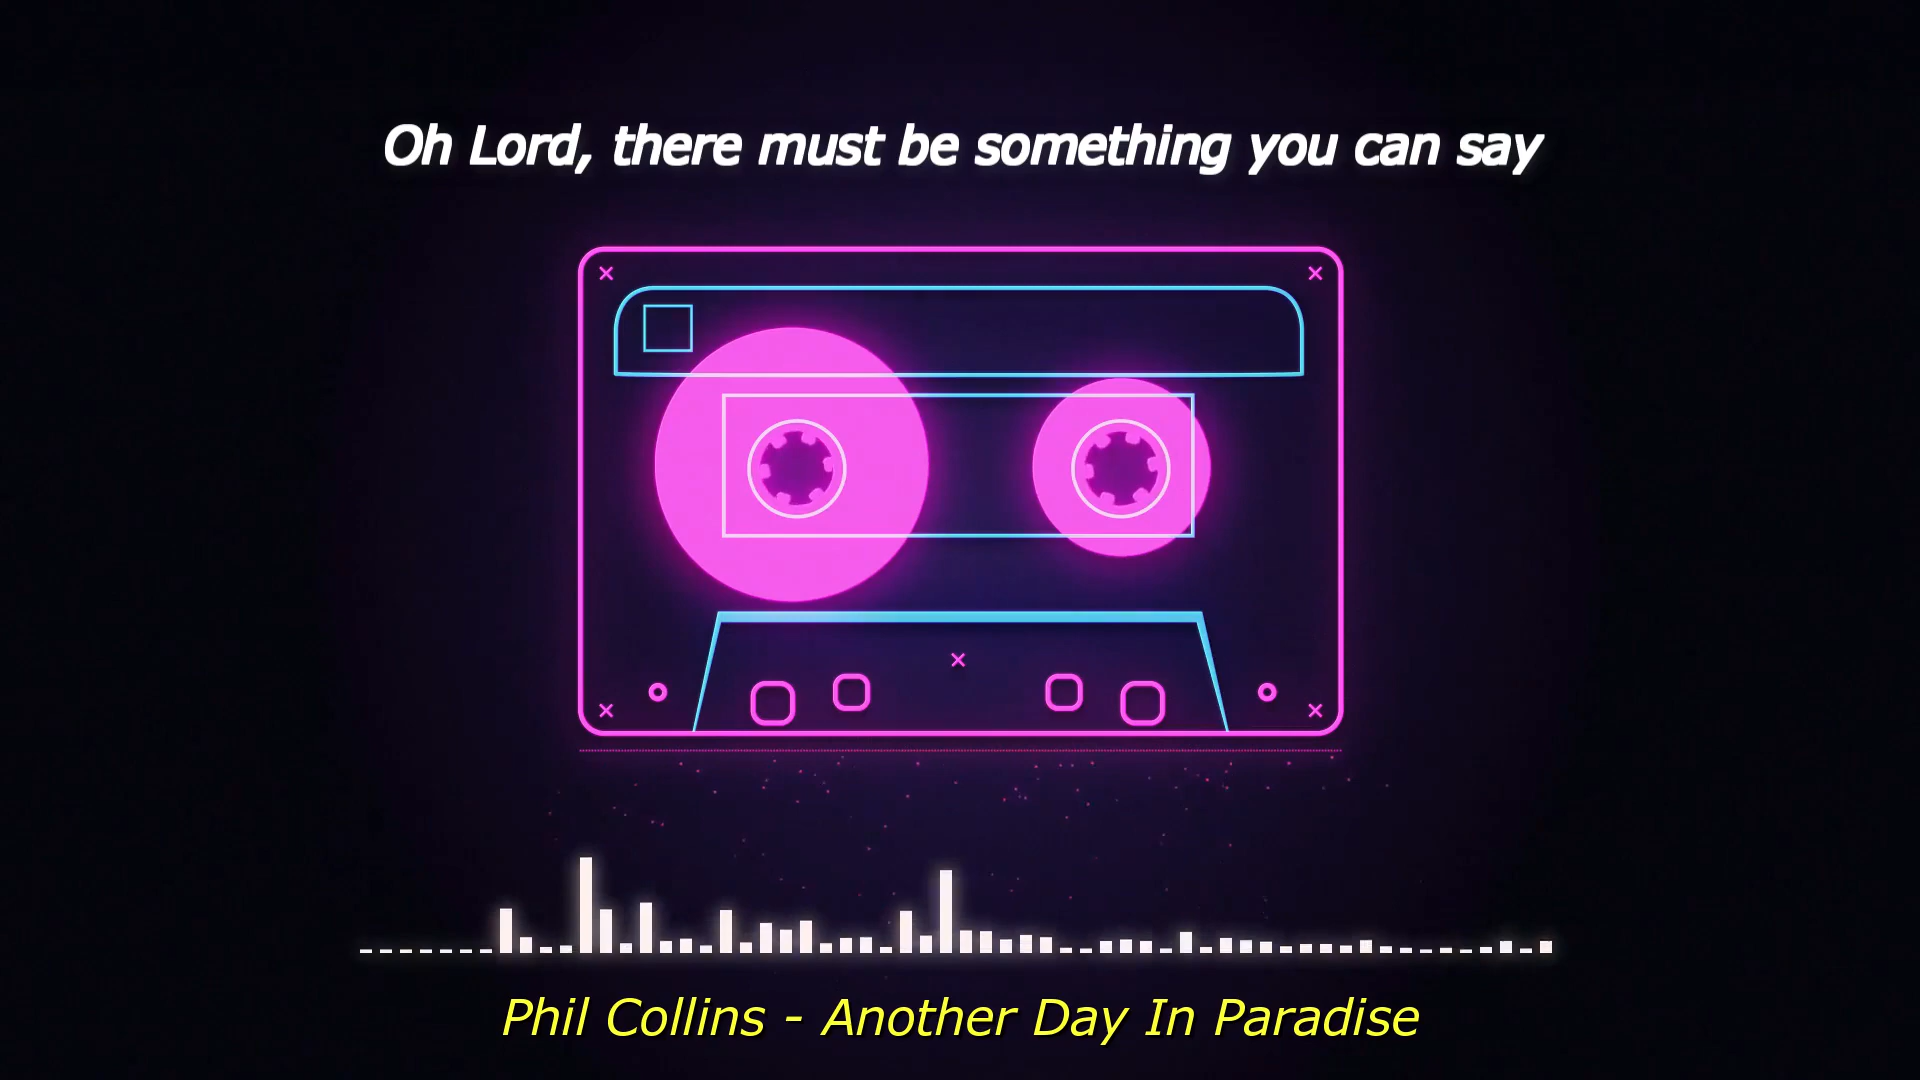 Oh Lord, there must be something you can say
Phil Collins - Another Day In Paradise